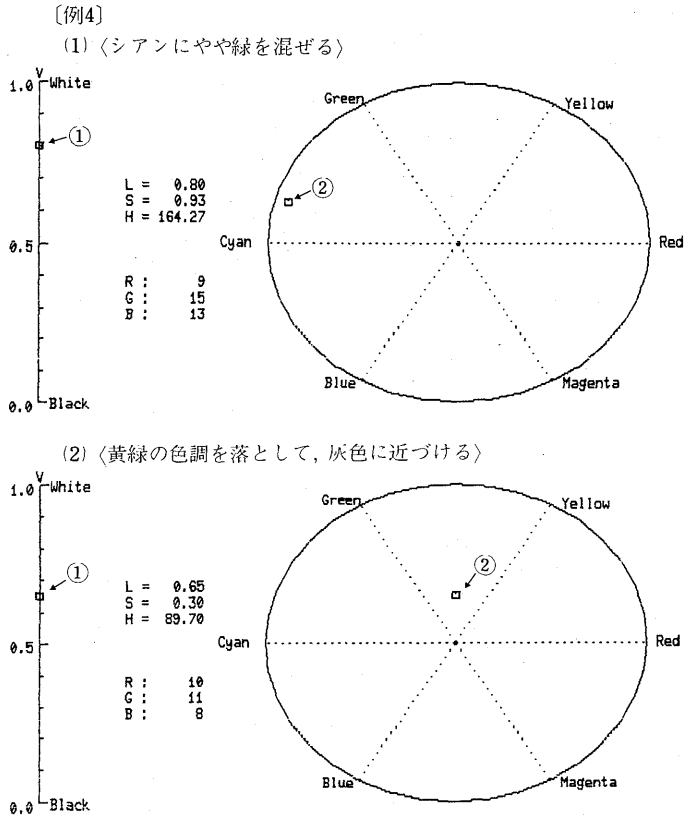 〔例4〕
(1)〈シアンにやや緑を混ぜる〉
V
1.0 White
①
0.5
0.0 Black
L = 0.80
S = 0.93
H = 164.27
R : 9
G : 15
B : 13
Green
Yellow
②
Cyan
Red
Blue
Magenta
(2)〈黄緑の色調を落として, 灰色に近づける〉
V
1.0 White
①
0.5
0.0 Black
L = 0.65
S = 0.30
H = 89.70
R : 10
G : 11
B : 8
Green
Yellow
②
Cyan
Red
Blue
Magenta